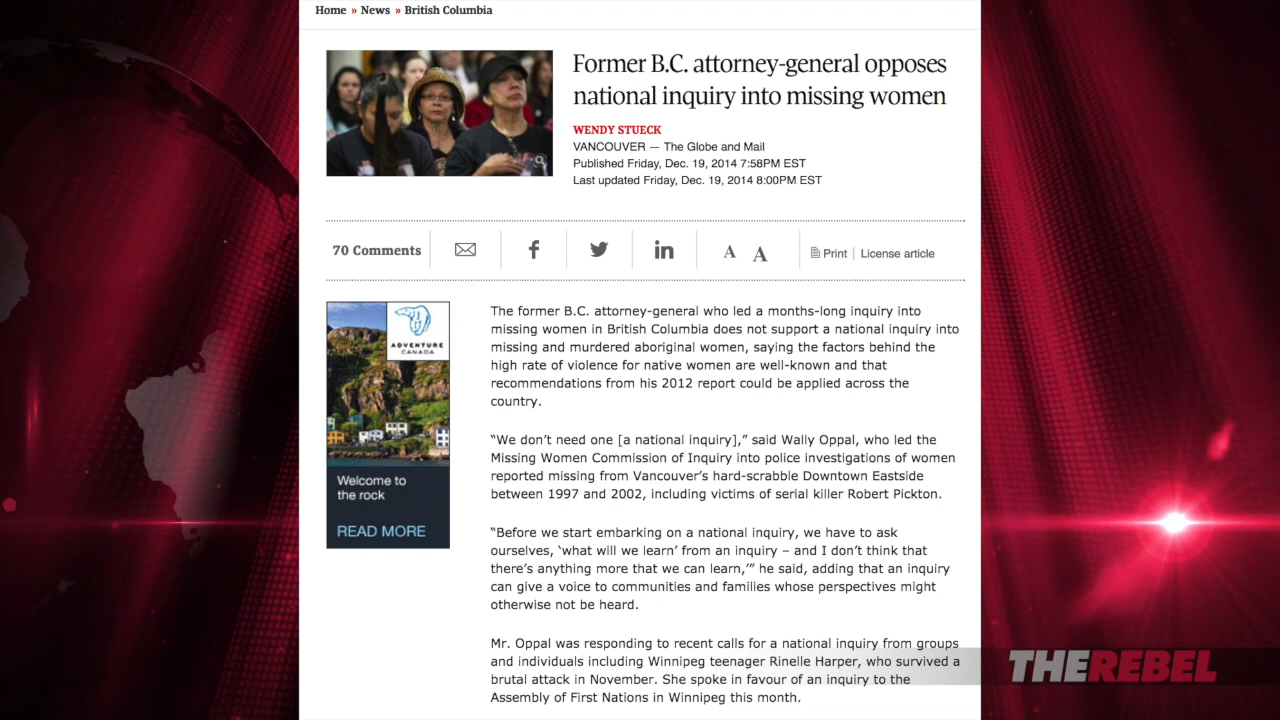 Home » News » British Columbia
Former B.C. attorney-general opposes
national inquiry into missing women
WENDY STUECK
VANCOUVER — The Globe and Mail
Published Friday, Dec. 19, 2014 7:58PM EST
Last updated Friday, Dec. 19, 2014 8:00PM EST
70 Comments
f
in
A A
Print | License article
ADVENTURE
CANADA
Welcome to
the rock
READ MORE
The former B.C. attorney-general who led a months-long inquiry into
missing women in British Columbia does not support a national inquiry into
missing and murdered aboriginal women, saying the factors behind the
high rate of violence for native women are well-known and that
recommendations from his 2012 report could be applied across the
country.
“We don’t need one [a national inquiry],” said Wally Oppal, who led the
Missing Women Commission of Inquiry into police investigations of women
reported missing from Vancouver’s hard-scrabble Downtown Eastside
between 1997 and 2002, including victims of serial killer Robert Pickton.
“Before we start embarking on a national inquiry, we have to ask
ourselves, ‘what will we learn’ from an inquiry – and I don’t think that
there’s anything more that we can learn,’” he said, adding that an inquiry
can give a voice to communities and families whose perspectives might
otherwise not be heard.
Mr. Oppal was responding to recent calls for a national inquiry from groups
and individuals including Winnipeg teenager Rinelle Harper, who survived a
brutal attack in November. She spoke in favour of an inquiry to the
Assembly of First Nations in Winnipeg this month.
THEREBEL